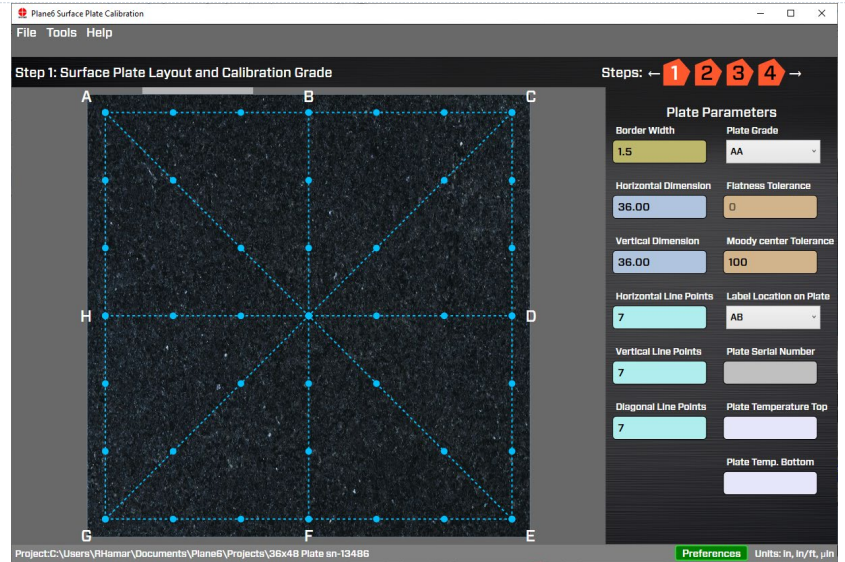 Plane6 Surface Plate Calibration
File Tools Help
Step 1: Surface Plate Layout and Calibration Grade
Steps: ← 1 2 3 4 →
A B C
H D
G F E
Plate Parameters
Border Width Plate Grade
1.5 AA
Horizontal Dimension Flatness Tolerance
36.00 0
Vertical Dimension Moody center Tolerance
36.00 100
Horizontal Line Points Label Location on Plate
7 AB
Vertical Line Points Plate Serial Number
7
Diagonal Line Points Plate Temperature Top
7
Plate Temp. Bottom
Project:C:\Users\RHamar\Documents\Plane6\Projects\36x48 Plate sn-13486
Preferences Units: in, in/ft, µin